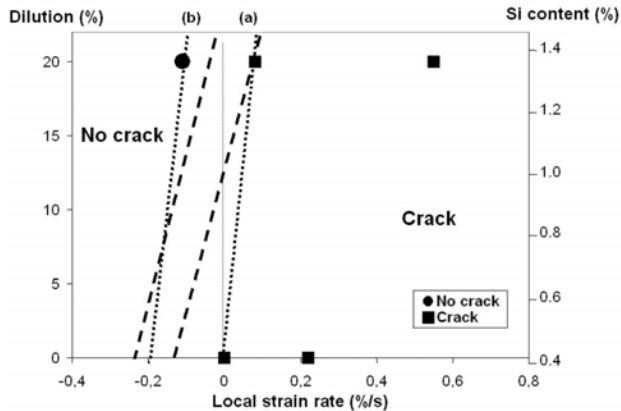 Dilution (%)
(b)
(a)
Si content (%)
20
15
10
5
0
1.4
1.2
1.0
0.8
0.6
0.4
No crack
Crack
No crack
Crack
-0,4
-0,2
0
0,2
0,4
0,6
0,8
Local strain rate (%/s)